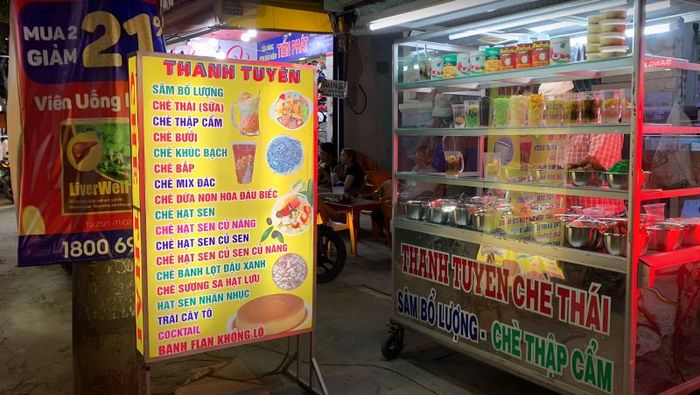 MUA 2
GIẢM 21%
Viên Uống
LiverWell
1800 69
THANH TUYỀN
SÂM BỔ LƯỢNG
CHÈ THÁI (SỮA)
CHÈ THẬP CẨM
CHÈ BƯỞI
CHÈ KHÚC BẠCH
CHÈ BẮP
CHÈ MIX ĐÁC
CHÈ DỪA NON HOA ĐẬU BIẾC
CHÈ HẠT SEN
CHÈ HẠT SEN CỦ NĂNG
CHÈ HẠT SEN CỦ SEN
CHÈ HẠT SEN CỦ SEN CỦ NĂNG
CHÈ BÁNH LỌT ĐẬU XANH
CHÈ SƯƠNG SA HẠT LỰU
HẠT SEN NHÃN NHỤC
TRÁI CÂY TÔ
COCKTAIL
BÁNH FLAN KHỔNG LỒ
TIẾN PHÁT
THANH TUYỀN CHÈ THÁI
SÂM BỔ LƯỢNG - CHÈ THẬP CẨM